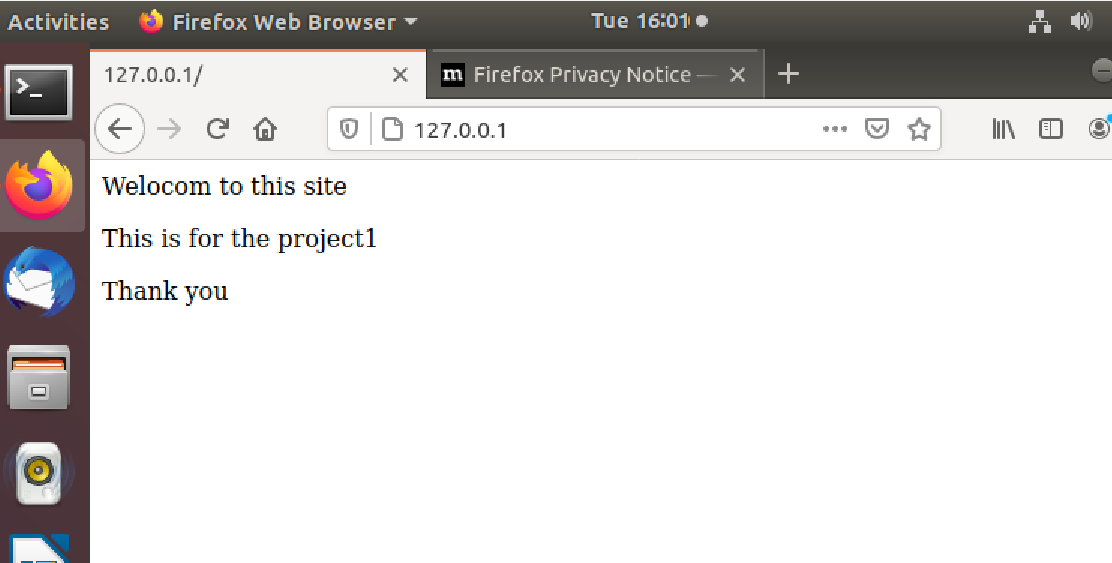 Activities Firefox Web Browser Tue 16:01
127.0.0.1/ m Firefox Privacy Notice —
127.0.0.1
Welocom to this site
This is for the project1
Thank you